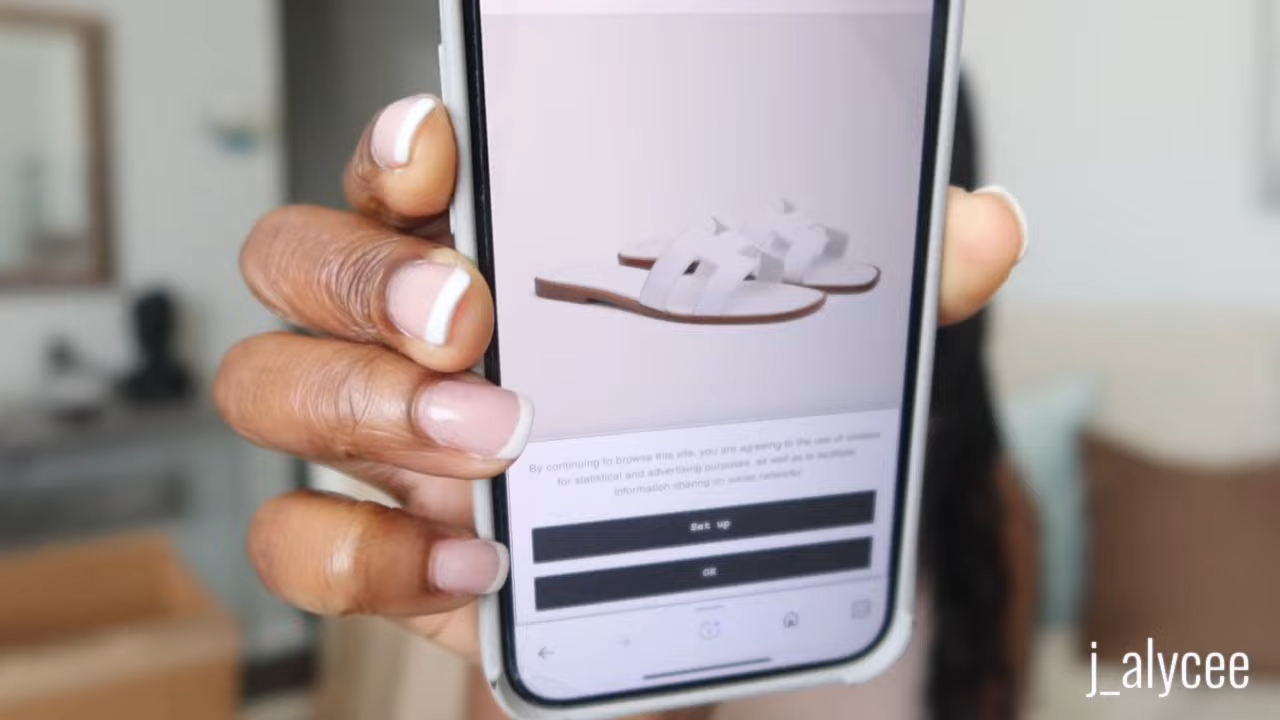 By continuing to browse this site, you are agreeing to the use of cookies
for statistical and advertising purposes, as well as to facilitate
information sharing on social networks
Set up
OK
j_alycee